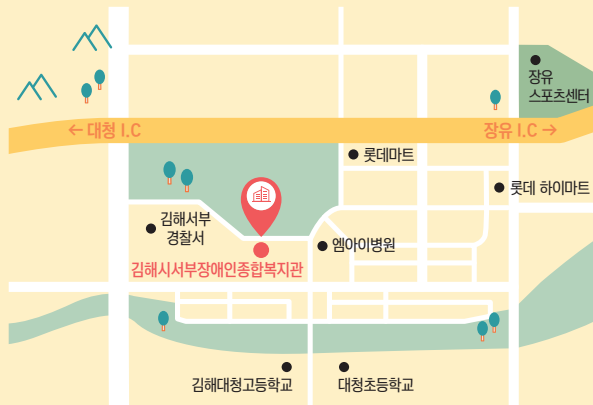 장유
스포츠센터
← 대청 I.C
장유 I.C →
롯데마트
롯데 하이마트
김해서부
경찰서
엠아이병원
김해시서부장애인종합복지관
김해대청고등학교
대청초등학교